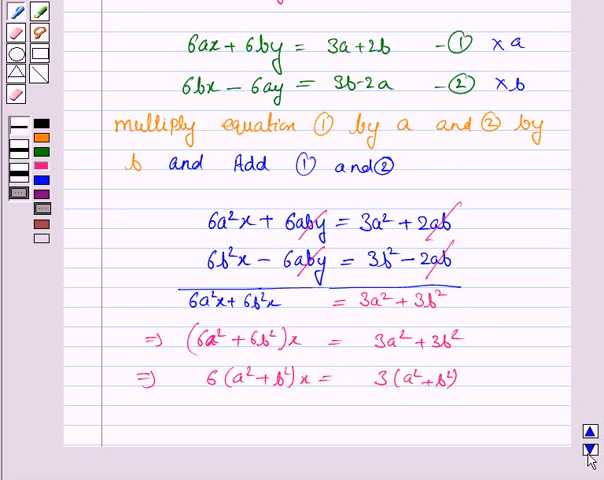 6ax + 6by = 3a + 2b -① × a
6bx - 6ay = 3b-2a -② × b
multiply equation ① by a and ② by
b and Add ① and ②
6a²x + 6aby = 3a² + 2ab
6b²x - 6aby = 3b² - 2ab
6a²x + 6b²x = 3a² + 3b²
⇒ (6a² + 6b²)x = 3a² + 3b²
⇒ 6(a² + b²)x = 3(a² + b²)